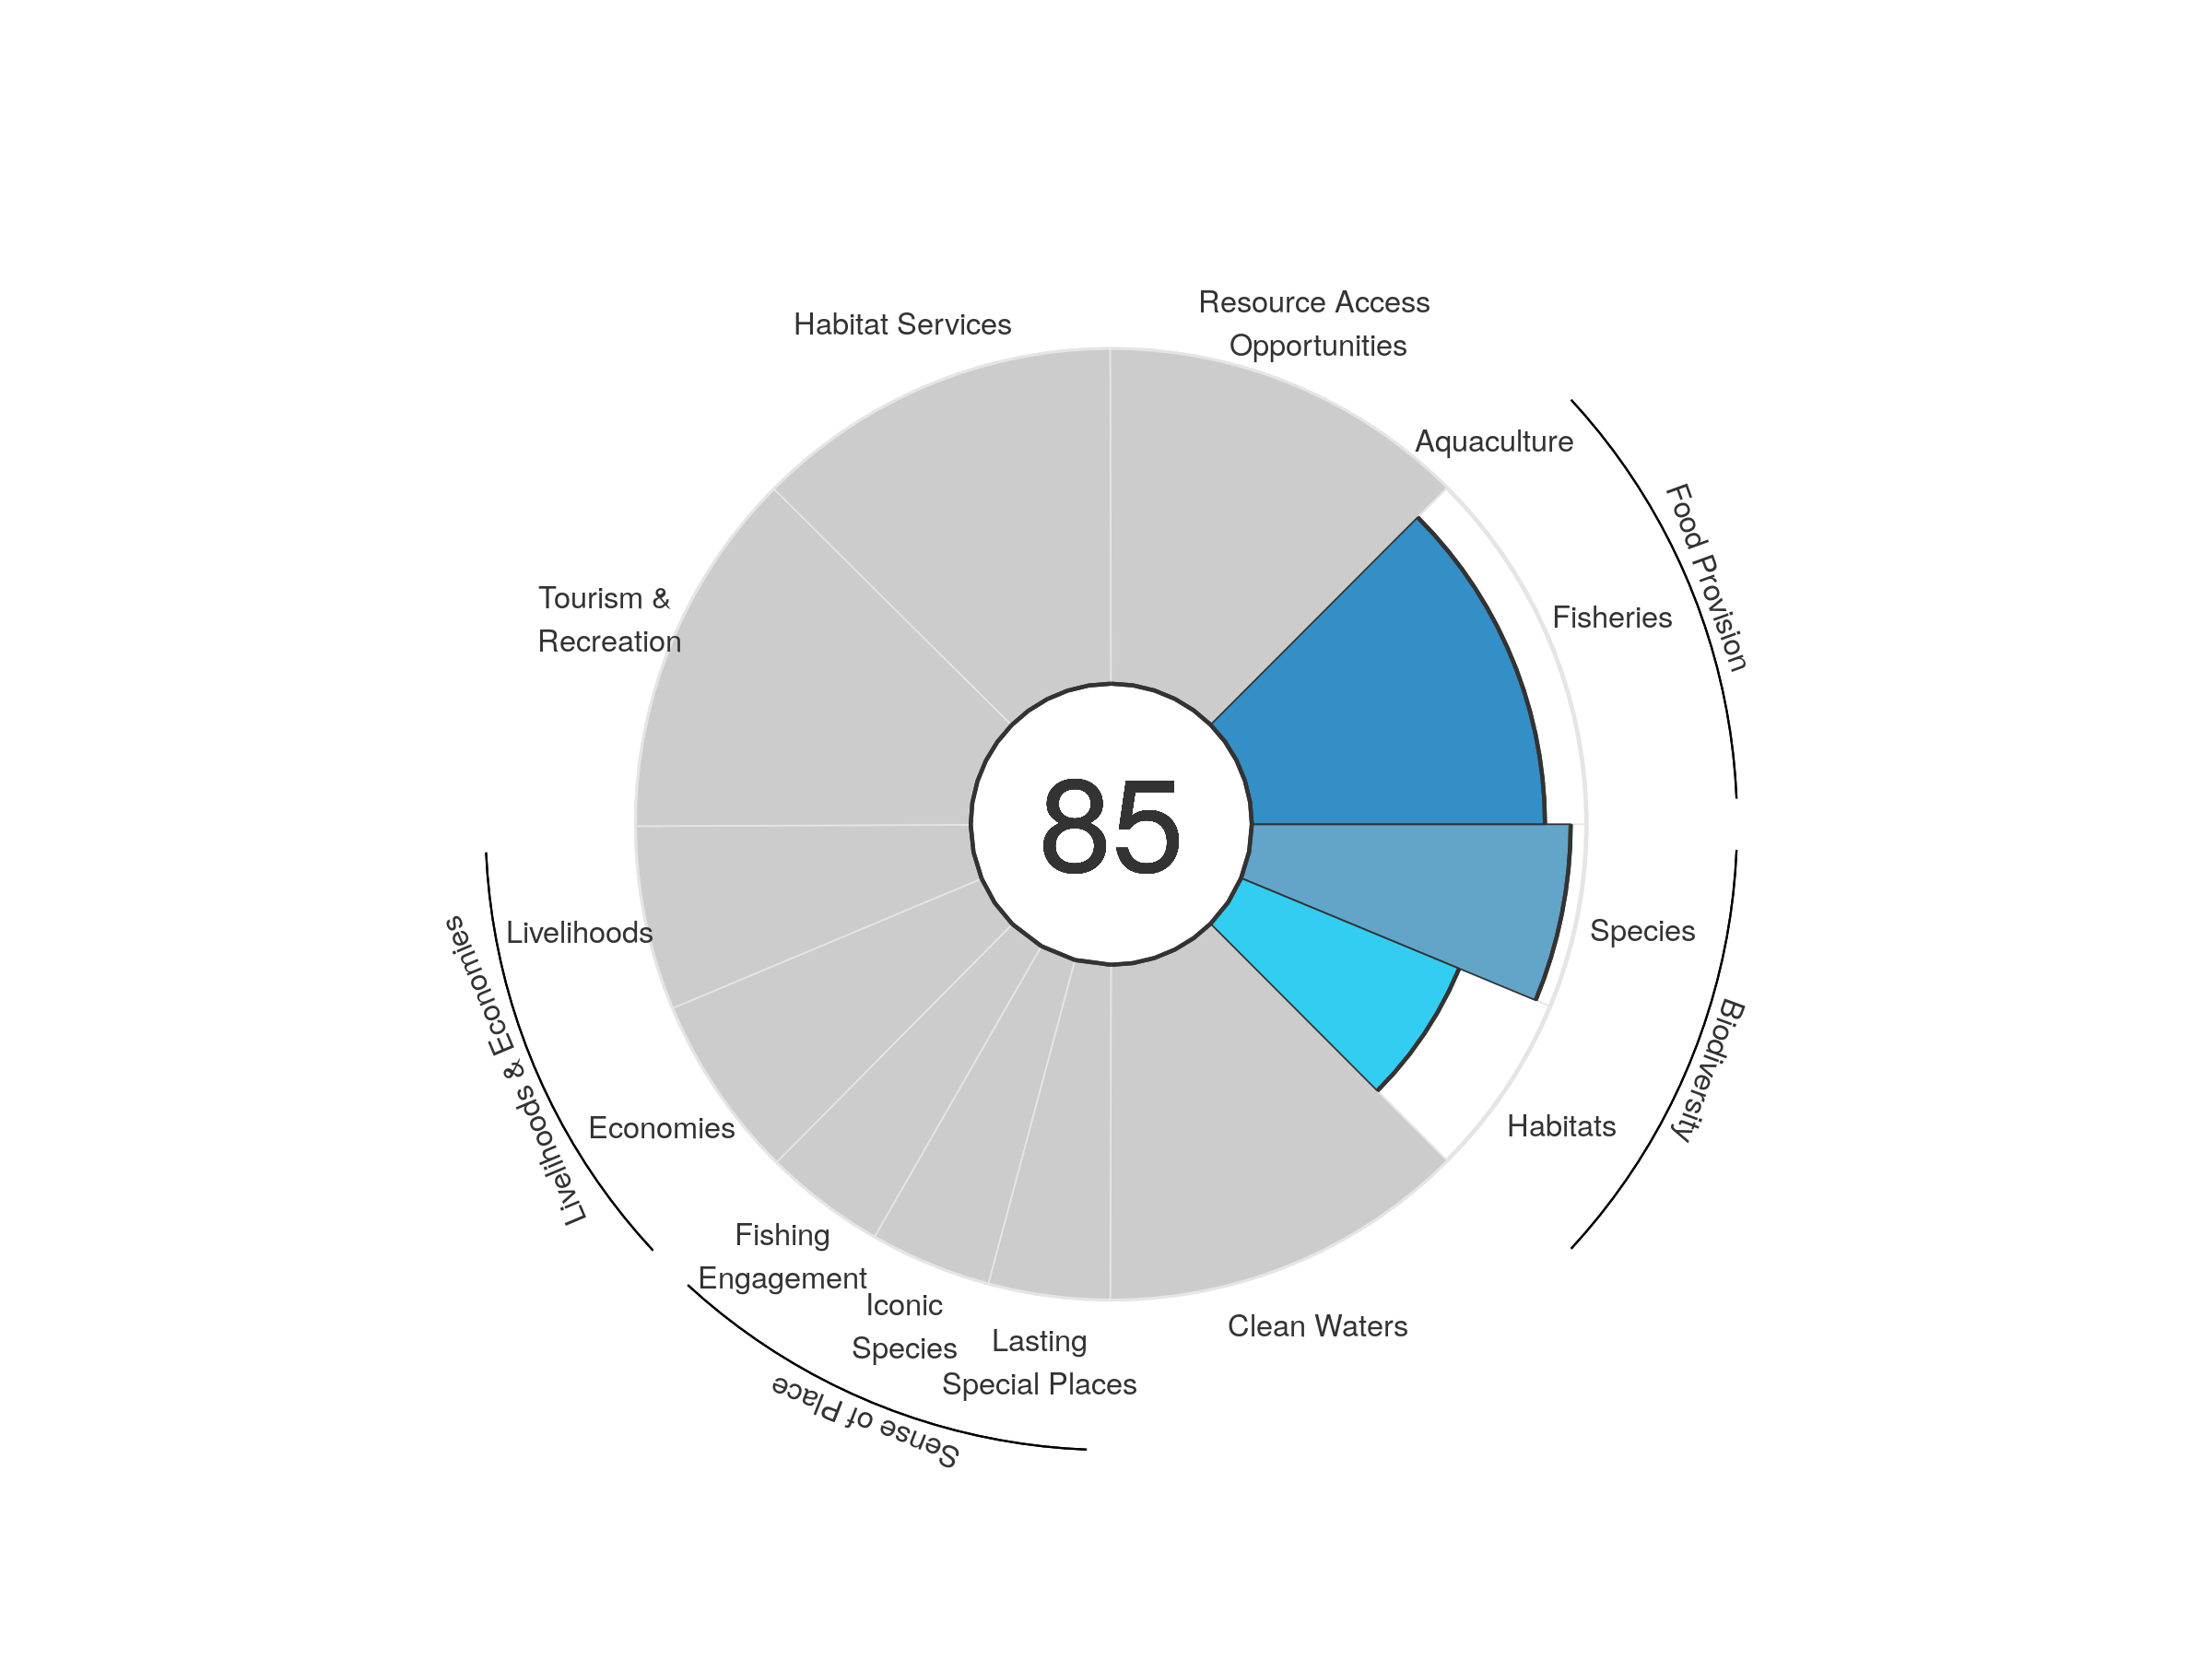 Habitat Services
Resource Access
Opportunities
Aquaculture
Food Provision
Fisheries
Tourism &
Recreation
85
Species
Livelihoods
Livelihoods & Economies
Biodiversity
Habitats
Economies
Fishing
Engagement
Iconic
Species
Lasting
Special Places
Clean Waters
Sense of Place